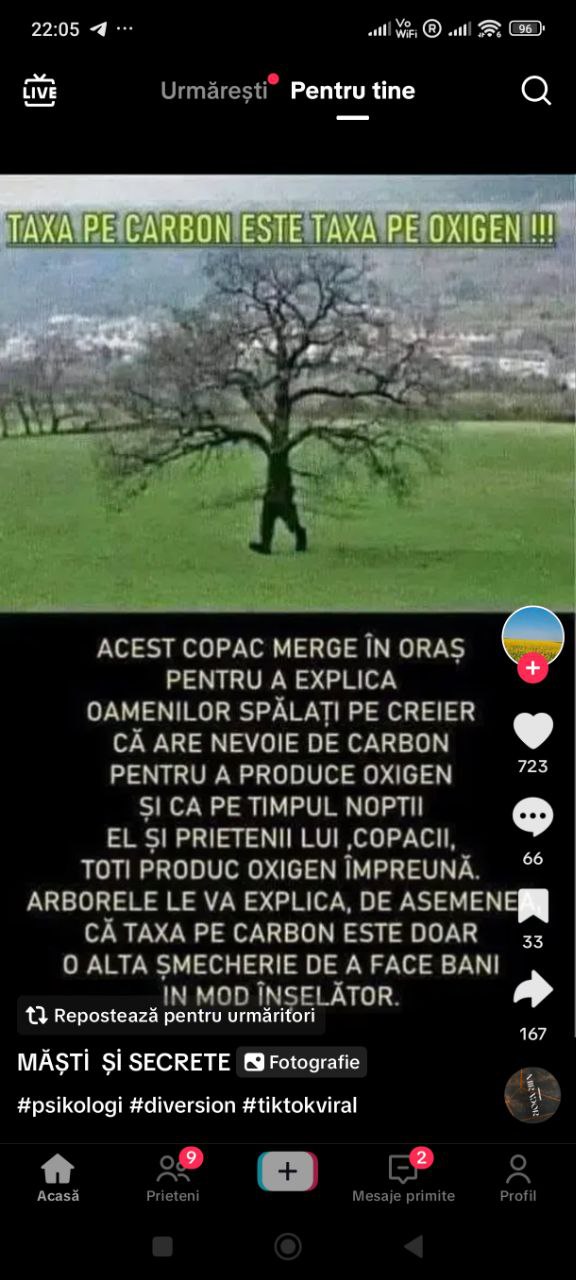 22:05
Vo
WiFi
R
96
LIVE
Urmărești
Pentru tine
TAXA PE CARBON ESTE TAXA PE OXIGEN !!!
ACEST COPAC MERGE ÎN ORAȘ
PENTRU A EXPLICA
OAMENILOR SPĂLAȚI PE CREIER
CĂ ARE NEVOIE DE CARBON
PENTRU A PRODUCE OXIGEN
ȘI CA PE TIMPUL NOPTII
EL ȘI PRIETENII LUI ,COPACII,
TOTI PRODUC OXIGEN ÎMPREUNĂ.
ARBORELE LE VA EXPLICA, DE ASEMENEA,
CĂ TAXA PE CARBON ESTE DOAR
O ALTA ȘMECHERIE DE A FACE BANI
IN MOD ÎNȘELĂTOR.
723
66
33
167
Repostează pentru urmăritori
MĂȘTİ Șİ SECRETE
Fotografie
#psikologi #diversion #tiktokviral
Acasă
9
Prieteni
2
Mesaje primite
Profil